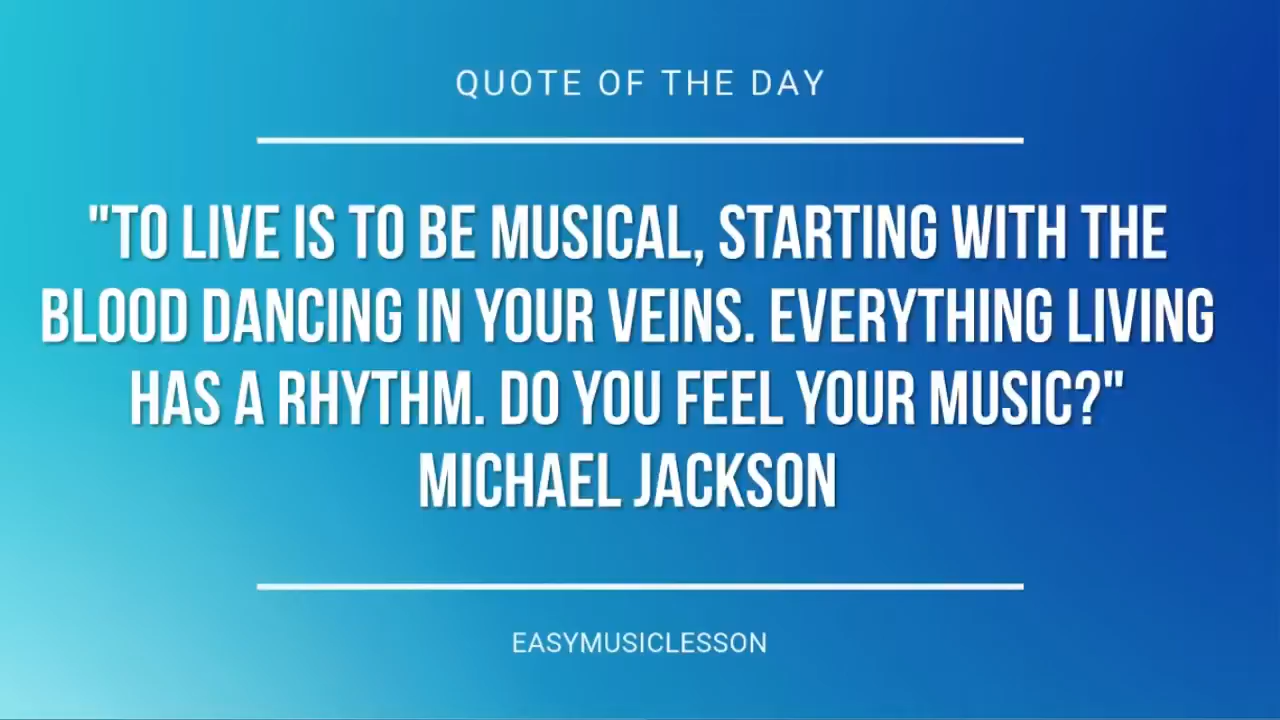 QUOTE OF THE DAY
"TO LIVE IS TO BE MUSICAL, STARTING WITH THE
BLOOD DANCING IN YOUR VEINS. EVERYTHING LIVING
HAS A RHYTHM. DO YOU FEEL YOUR MUSIC?"
MICHAEL JACKSON
EASYMUSICLESSON